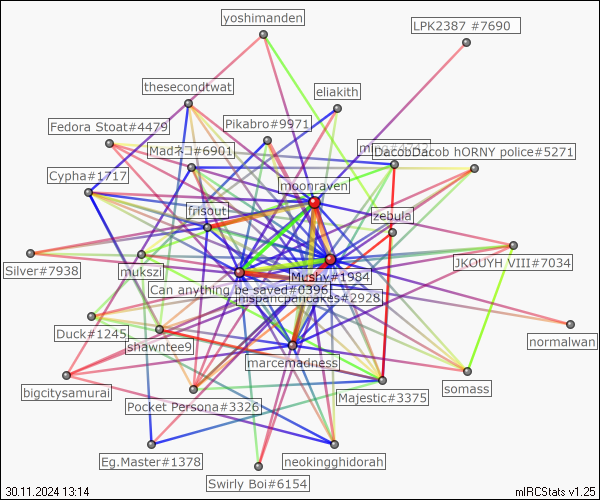 yoshimanden
LPK2387 #7690
thesecondtwat
eliakith
Pikabro#9971
Fedora Stoat#4479
Madネコ#6901
DacobDacob hORNY police#5271
Cypha#1717
moonraven
frisout
zebula
Silver#7938
mukszi
Mushy#1984
JKOUYH VIII#7034
Can anything be saved#0396
mspancpancakes#2928
Duck#1245
shawntee9
normalwan
marcemadness
bigcitysamurai
Pocket Persona#3326
Majestic#3375
somass
Eg.Master#1378
Swirly Boi#6154
neokingghidorah
30.11.2024 13:14
mIRCStats v1.25